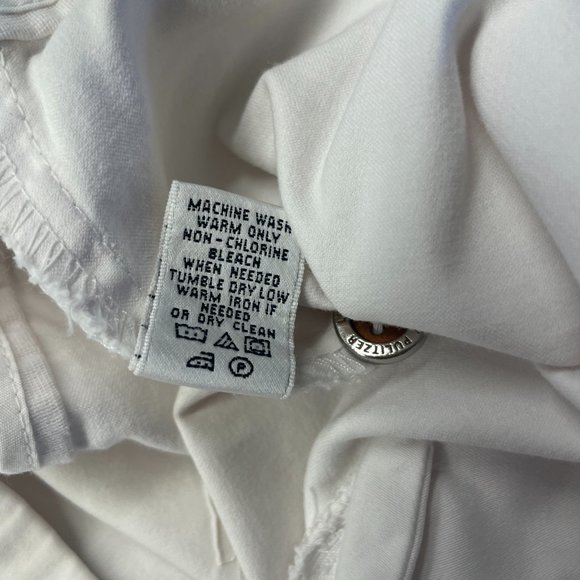 MACHINE WASH
WARM ONLY
NON-CHLORINE
BLEACH
WHEN NEEDED
TUMBLE DRY LOW
WARM IRON IF
NEEDED
OR DRY CLEAN
P
PULITZER